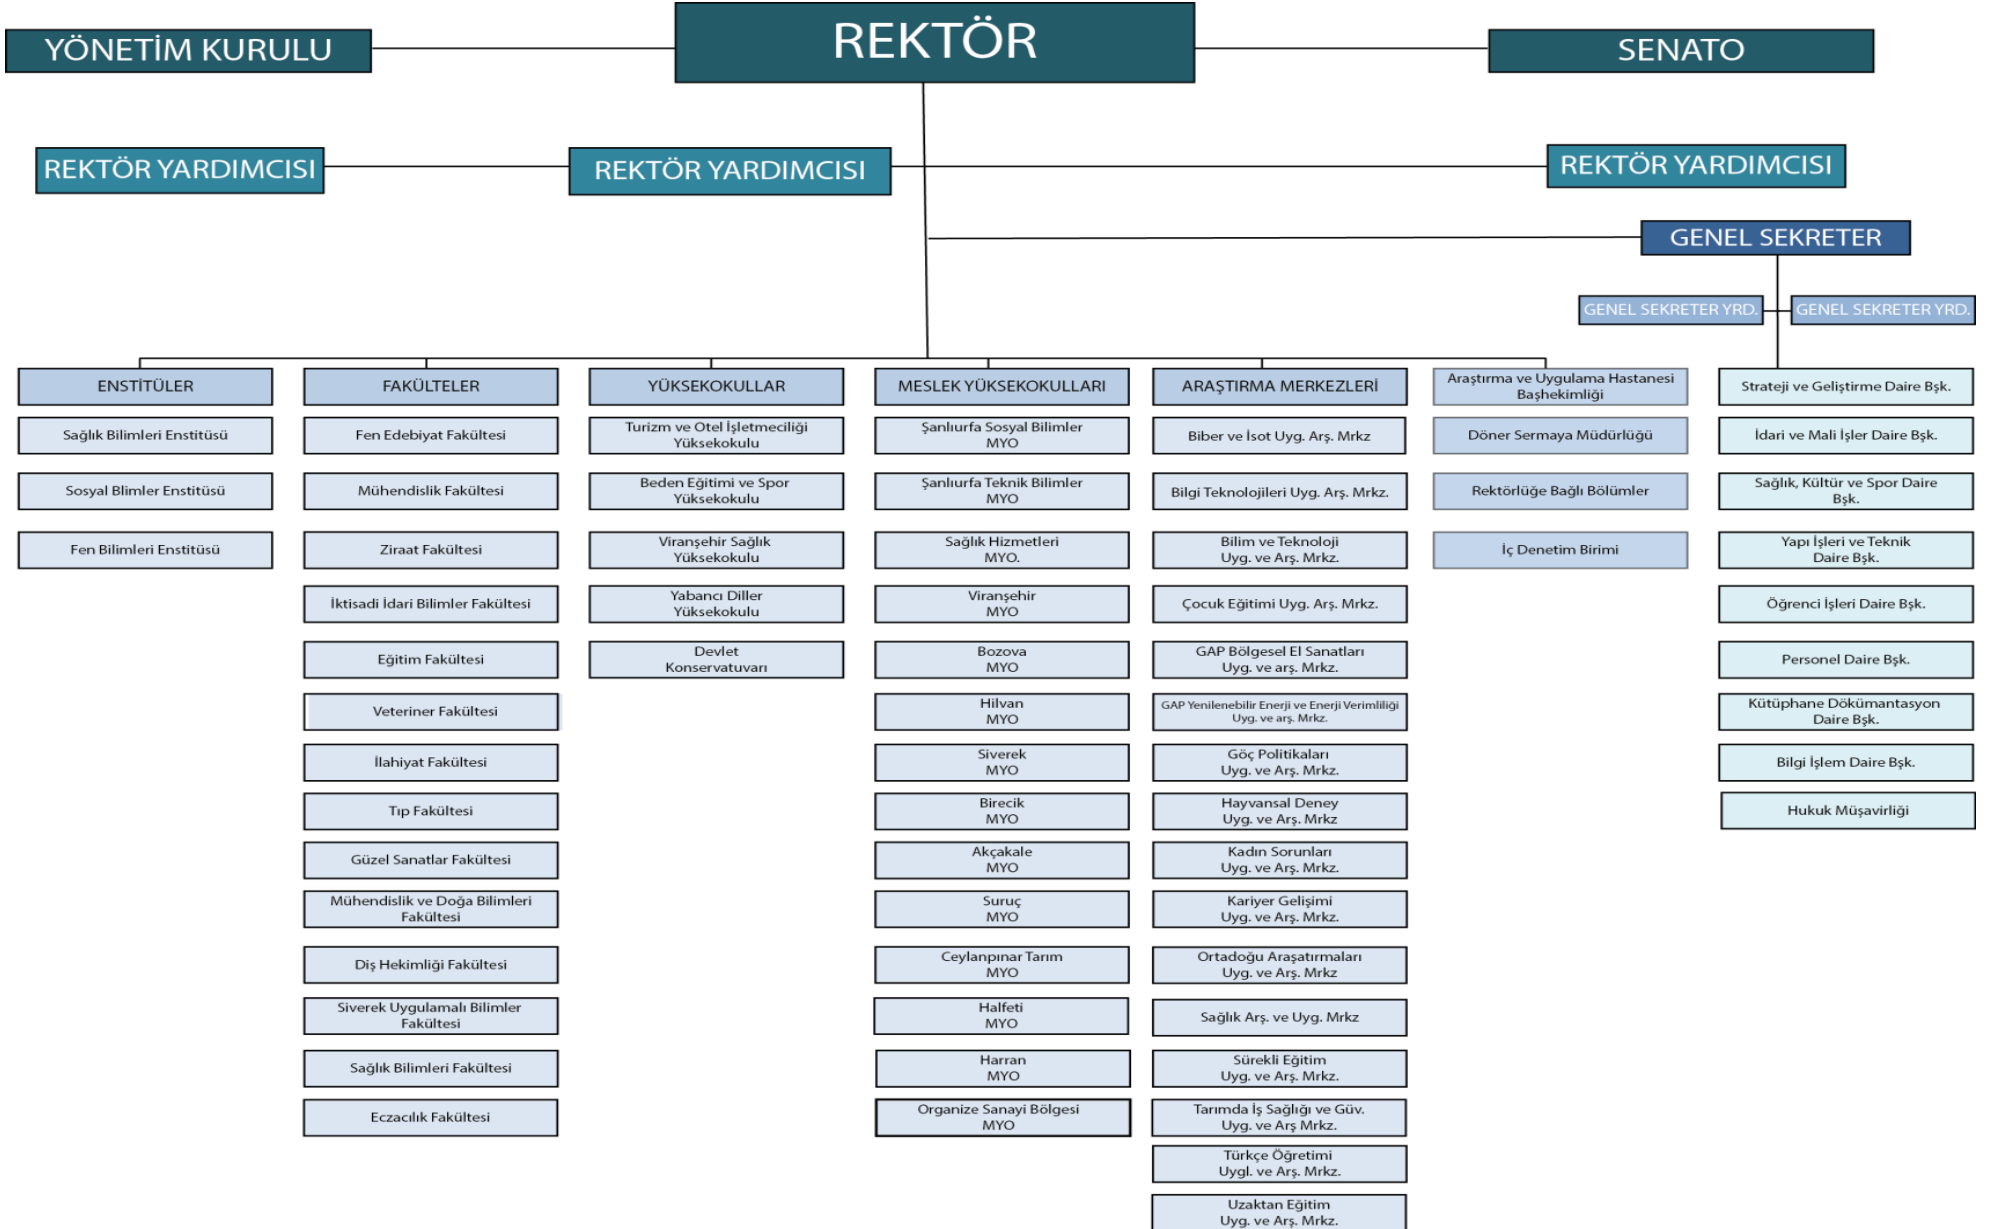 YÖNETİM KURULU
REKTÖR
SENATO
REKTÖR YARDIMCISI
REKTÖR YARDIMCISI
REKTÖR YARDIMCISI
GENEL SEKRETER
GENEL SEKRETER YRD.
GENEL SEKRETER YRD.
ENSTİTÜLER
Sağlık Bilimleri Enstitüsü
Sosyal Blimler Enstitüsü
Fen Bilimleri Enstitüsü
FAKÜLTELER
Fen Edebiyat Fakültesi
Mühendislik Fakültesi
Ziraat Fakültesi
İktisadi İdari Bilimler Fakültesi
Eğitim Fakültesi
Veteriner Fakültesi
İlahiyat Fakültesi
Tıp Fakültesi
Güzel Sanatlar Fakültesi
Mühendislik ve Doğa Bilimleri
Fakültesi
Diş Hekimliği Fakültesi
Siverek Uygulamalı Bilimler
Fakültesi
Sağlık Bilimleri Fakültesi
Eczacılık Fakültesi
YÜKSEKOKULLAR
Turizm ve Otel İşletmeciliği
Yüksekokulu
Beden Eğitimi ve Spor
Yüksekokulu
Viranşehir Sağlık
Yüksekokulu
Yabancı Diller
Yüksekokulu
Devlet
Konservatuvarı
MESLEK YÜKSEKOKULLARI
Şanlıurfa Sosyal Bilimler
MYO
Şanlıurfa Teknik Bilimler
MYO
Sağlık Hizmetleri
MYO.
Viranşehir
MYO
Bozova
MYO
Hilvan
MYO
Siverek
MYO
Birecik
MYO
Akçakale
MYO
Suruç
MYO
Ceylanpınar Tarım
MYO
Halfeti
MYO
Harran
MYO
Organize Sanayi Bölgesi
MYO
ARAŞTIRMA MERKEZLERİ
Biber ve İsot Uyg. Arş. Mrkz
Bilgi Teknolojileri Uyg. Arş. Mrkz.
Bilim ve Teknoloji
Uyg. ve Arş. Mrkz.
Çocuk Eğitimi Uyg. Arş. Mrkz.
GAP Bölgesel El Sanatları
Uyg. ve arş. Mrkz.
GAP Yenilenebilir Enerji ve Enerji Verimliliği
Uyg. ve arş. Mrkz.
Göç Politikaları
Uyg. ve Arş. Mrkz.
Hayvansal Deney
Uyg. ve Arş. Mrkz
Kadın Sorunları
Uyg. ve Arş. Mrkz.
Kariyer Gelişimi
Uyg. ve Arş. Mrkz.
Ortadoğu Araşatırmaları
Uyg. ve Arş. Mrkz
Sağlık Arş. ve Uyg. Mrkz
Sürekli Eğitim
Uyg. ve Arş. Mrkz.
Tarımda İş Sağlığı ve Güv.
Uyg. ve Arş Mrkz.
Türkçe Öğretimi
Uygl. ve Arş. Mrkz.
Uzaktan Eğitim
Uyg. ve Arş. Mrkz.
Araştırma ve Uygulama Hastanesi
Başhekimliği
Döner Sermaya Müdürlüğü
Rektörlüğe Bağlı Bölümler
İç Denetim Birimi
Strateji ve Geliştirme Daire Bşk.
İdari ve Mali İşler Daire Bşk.
Sağlık, Kültür ve Spor Daire
Bşk.
Yapı İşleri ve Teknik
Daire Bşk.
Öğrenci İşleri Daire Bşk.
Personel Daire Bşk.
Kütüphane Dökümantasyon
Daire Bşk.
Bilgi İşlem Daire Bşk.
Hukuk Müşavirliği